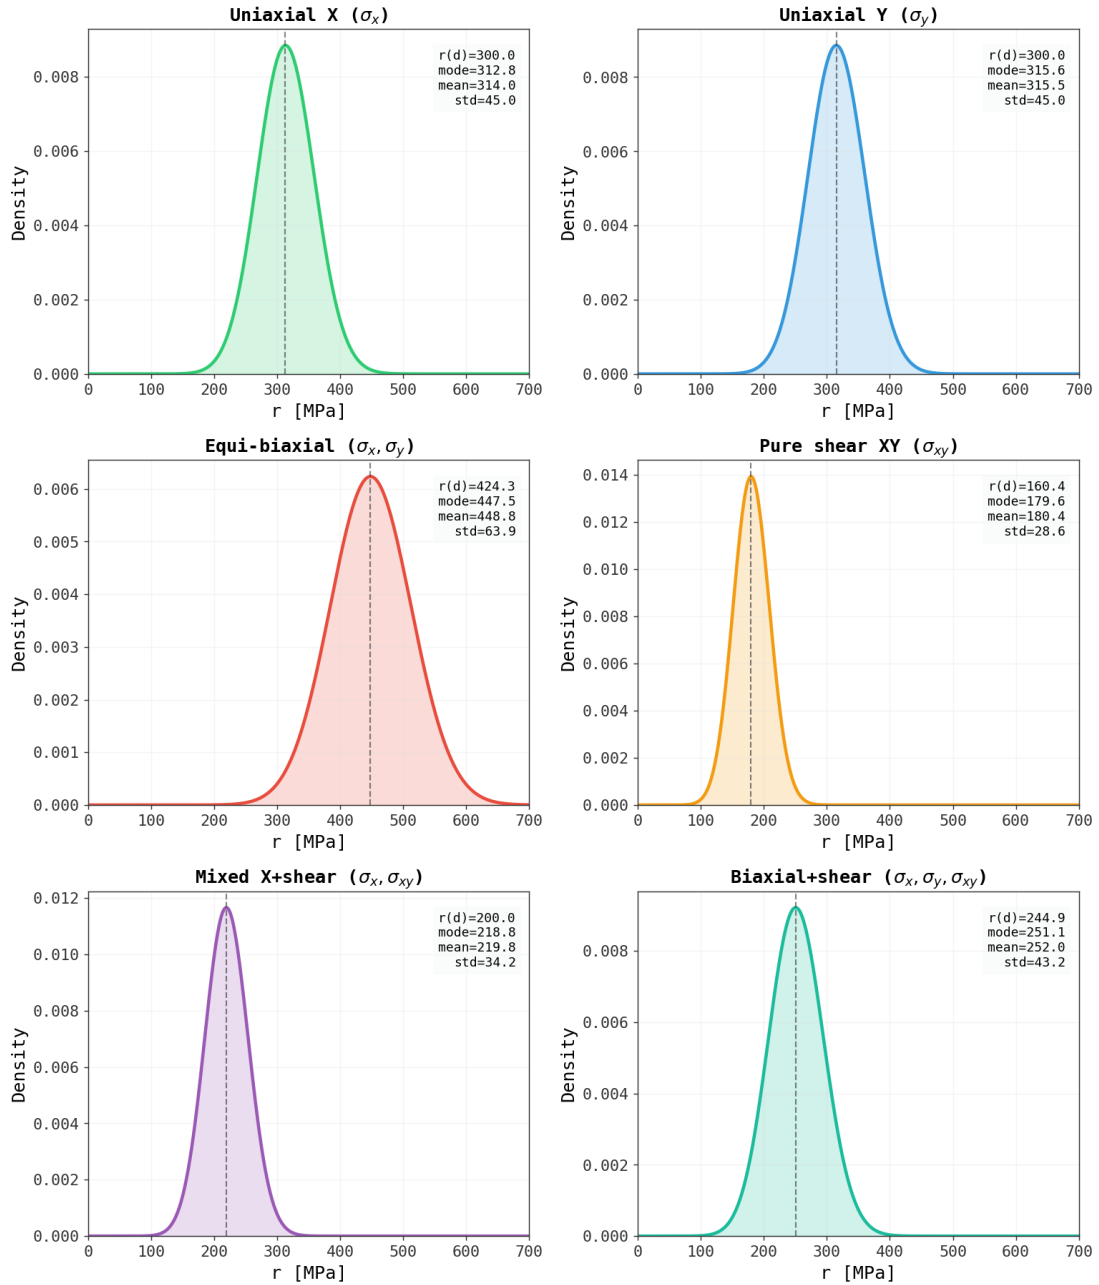 Uniaxial X (σx)
r(d)=300.0
mode=312.8
mean=314.0
std=45.0
Density
0.008
0.006
0.004
0.002
0.000
0 100 200 300 400 500 600 700
r [MPa]
Uniaxial Y (σy)
r(d)=300.0
mode=315.6
mean=315.5
std=45.0
Density
0.008
0.006
0.004
0.002
0.000
0 100 200 300 400 500 600 700
r [MPa]
Equi-biaxial (σx, σy)
r(d)=424.3
mode=447.5
mean=448.8
std=63.9
Density
0.006
0.005
0.004
0.003
0.002
0.001
0.000
0 100 200 300 400 500 600 700
r [MPa]
Pure shear XY (σxy)
r(d)=160.4
mode=179.6
mean=180.4
std=28.6
Density
0.014
0.012
0.010
0.008
0.006
0.004
0.002
0.000
0 100 200 300 400 500 600 700
r [MPa]
Mixed X+shear (σx, σxy)
r(d)=200.0
mode=218.8
mean=219.8
std=34.2
Density
0.012
0.010
0.008
0.006
0.004
0.002
0.000
0 100 200 300 400 500 600 700
r [MPa]
Biaxial+shear (σx, σy, σxy)
r(d)=244.9
mode=251.1
mean=252.0
std=43.2
Density
0.008
0.006
0.004
0.002
0.000
0 100 200 300 400 500 600 700
r [MPa]